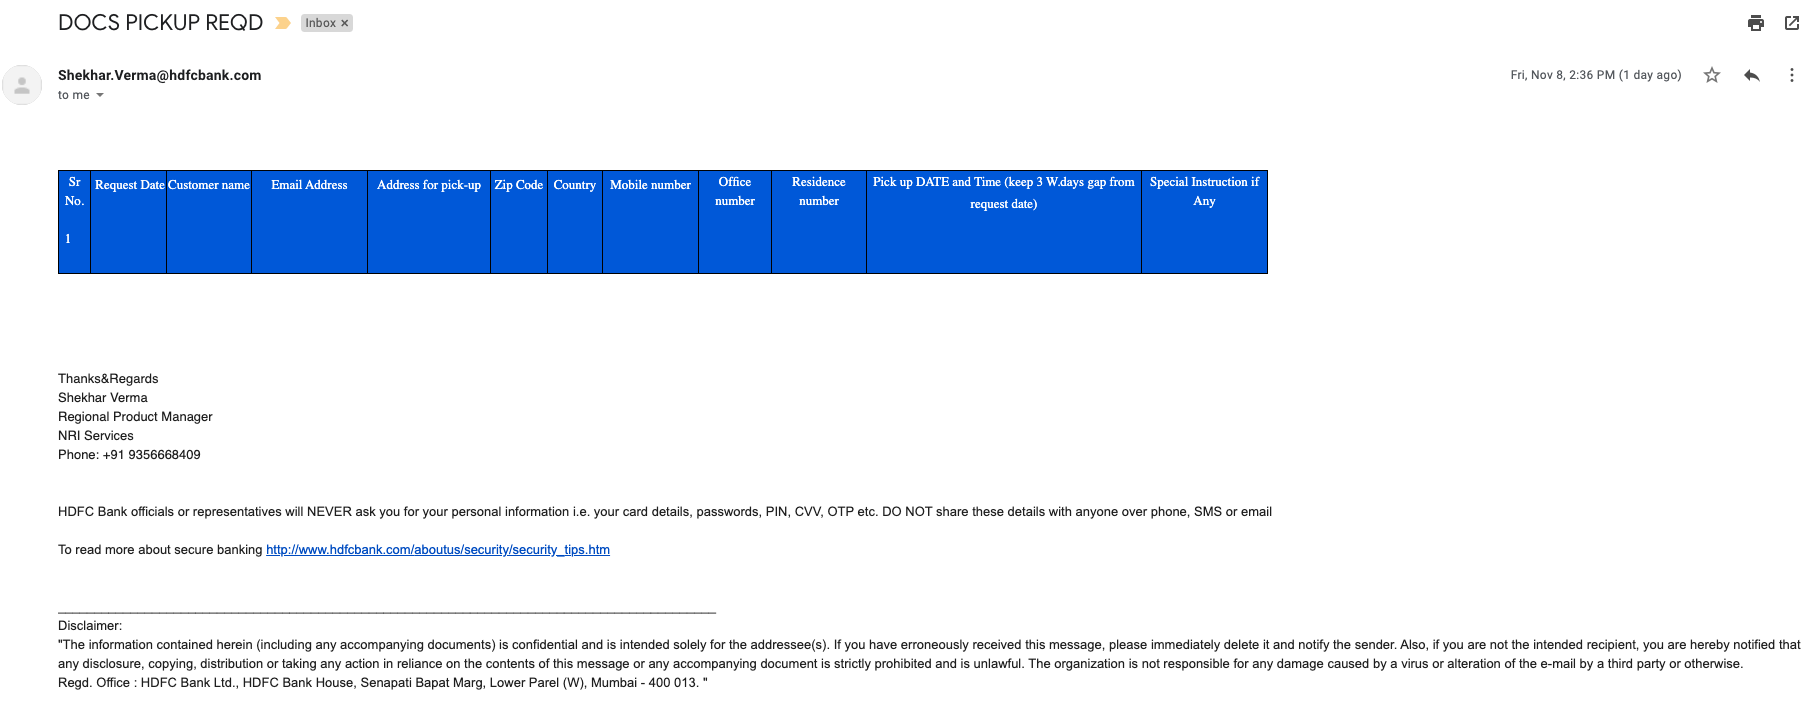 DOCS PICKUP REQD Inbox ×
Shekhar.Verma@hdfcbank.com
Fri, Nov 8, 2:36 PM (1 day ago)
to me
Sr No.
Request Date
Customer name
Email Address
Address for pick-up
Zip Code
Country
Mobile number
Office number
Residence number
Pick up DATE and Time (keep 3 W.days gap from request date)
Special Instruction if Any
1
Thanks&Regards
Shekhar Verma
Regional Product Manager
NRI Services
Phone: +91 9356668409
HDFC Bank officials or representatives will NEVER ask you for your personal information i.e. your card details, passwords, PIN, CVV, OTP etc. DO NOT share these details with anyone over phone, SMS or email
To read more about secure banking http://www.hdfcbank.com/aboutus/security/security_tips.htm
Disclaimer:
"The information contained herein (including any accompanying documents) is confidential and is intended solely for the addressee(s). If you have erroneously received this message, please immediately delete it and notify the sender. Also, if you are not the intended recipient, you are hereby notified that
any disclosure, copying, distribution or taking any action in reliance on the contents of this message or any accompanying document is strictly prohibited and is unlawful. The organization is not responsible for any damage caused by a virus or alteration of the e-mail by a third party or otherwise.
Regd. Office : HDFC Bank Ltd., HDFC Bank House, Senapati Bapat Marg, Lower Parel (W), Mumbai - 400 013. "